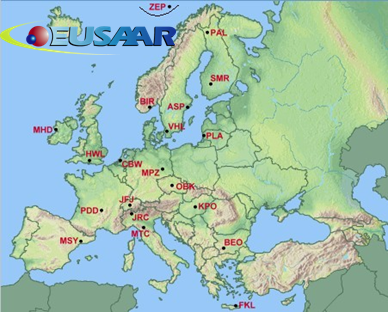 ZEP
EUSAAR
PAL
SMR
BIR
ASP
VHL
MHD
PLA
HWL
CBW
MPZ
OBK
JFJ
KPO
PDD
JRC
MTC
MSY
BEO
FKL